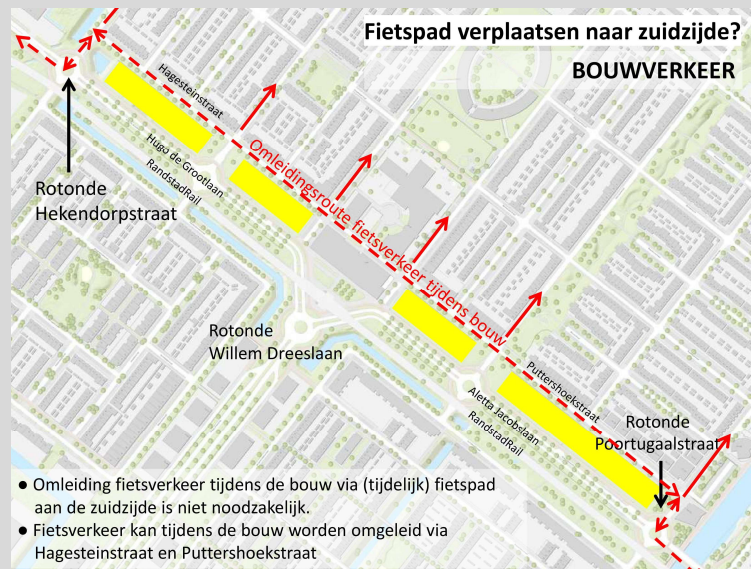 Fietspad verplaatsen naar zuidzijde?
BOUWVERKEER
Hagesteinstraat
Hugo de Grootlaan
RandstadRail
Omleidingsroute fietsverkeer tijdens bouw
Rotonde
Hekendorpstraat
Rotonde
Willem Dreeslaan
Puttershoekstraat
Aletta Jacobslaan
RandstadRail
Rotonde
Poortugaalstraat
● Omleiding fietsverkeer tijdens de bouw via (tijdelijk) fietspad
aan de zuidzijde is niet noodzakelijk.
● Fietsverkeer kan tijdens de bouw worden omgeleid via
Hagesteinstraat en Puttershoekstraat